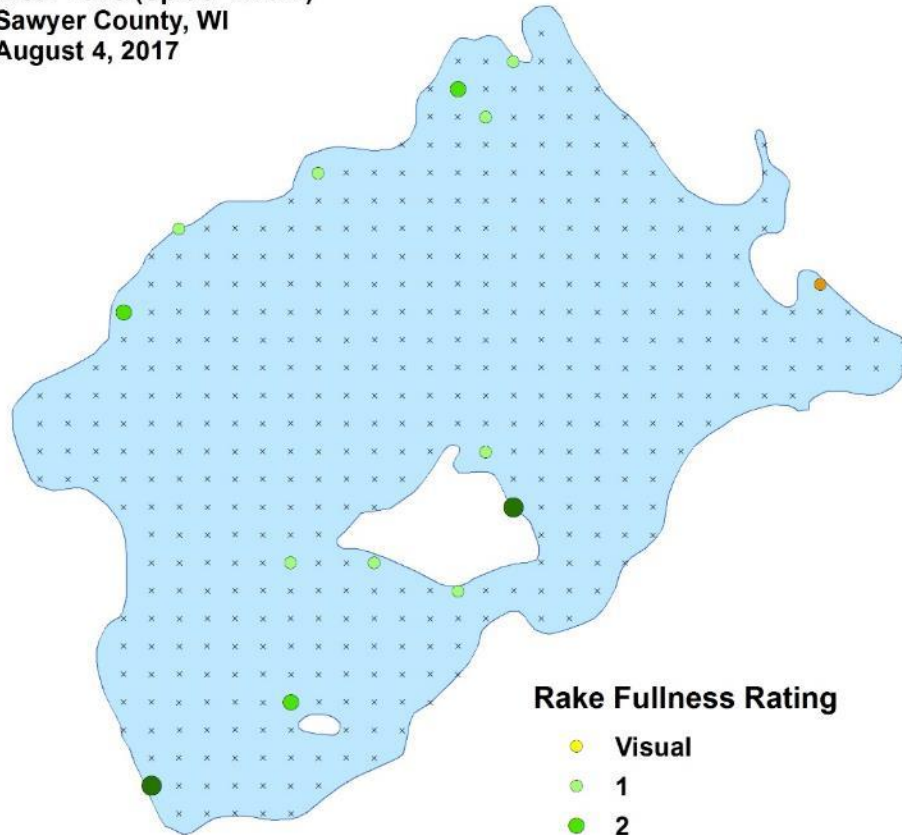 Sawyer County, WI
August 4, 2017
Rake Fullness Rating
Visual
1
2